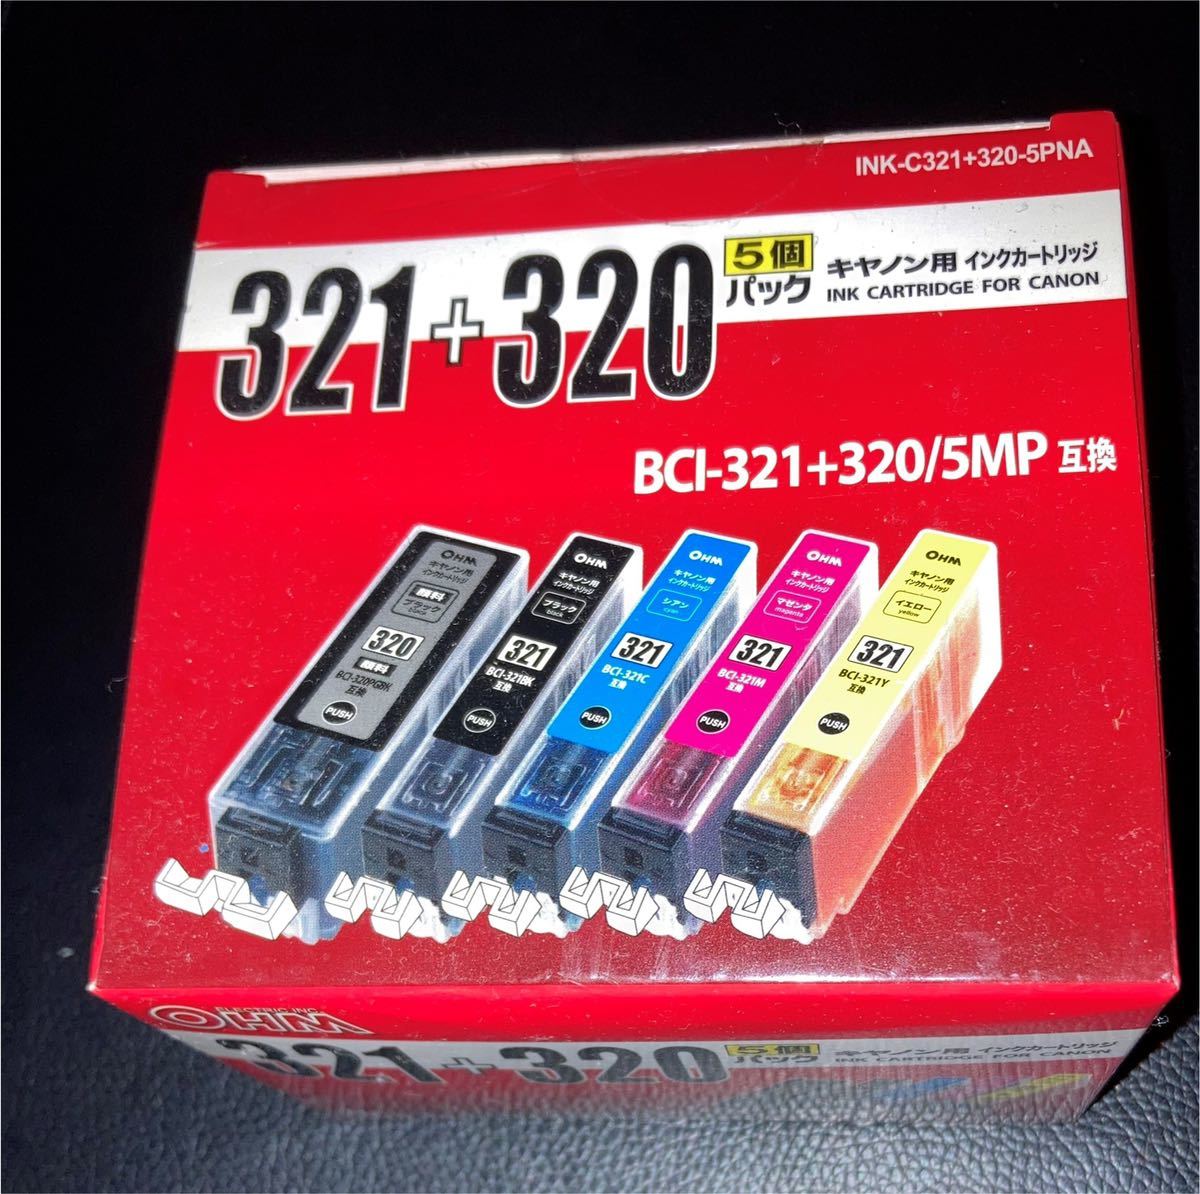 INK-C321+320-5PNA
321+320
5個
パック
キヤノン用 インクカートリッジ
INK CARTRIDGE FOR CANON
BCI-321+320/5MP 互換
OHM
キヤノン用
インクカートリッジ
顔料
ブラック
black
320
顔料
BCI-320PGBK
互換
PUSH
OHM
キヤノン用
インクカートリッジ
ブラック
black
321
BCI-321BK
互換
PUSH
OHM
キヤノン用
インクカートリッジ
シアン
cyan
321
BCI-321C
互換
PUSH
OHM
キヤノン用
インクカートリッジ
マゼンタ
magenta
321
BCI-321M
互換
PUSH
OHM
キヤノン用
インクカートリッジ
イエロー
yellow
321
BCI-321Y
互換
PUSH
ELECTRIC INC.
OHM
321+320
5個
パック
キヤノン用 インクカートリッジ
INK CARTRIDGE FOR CANON